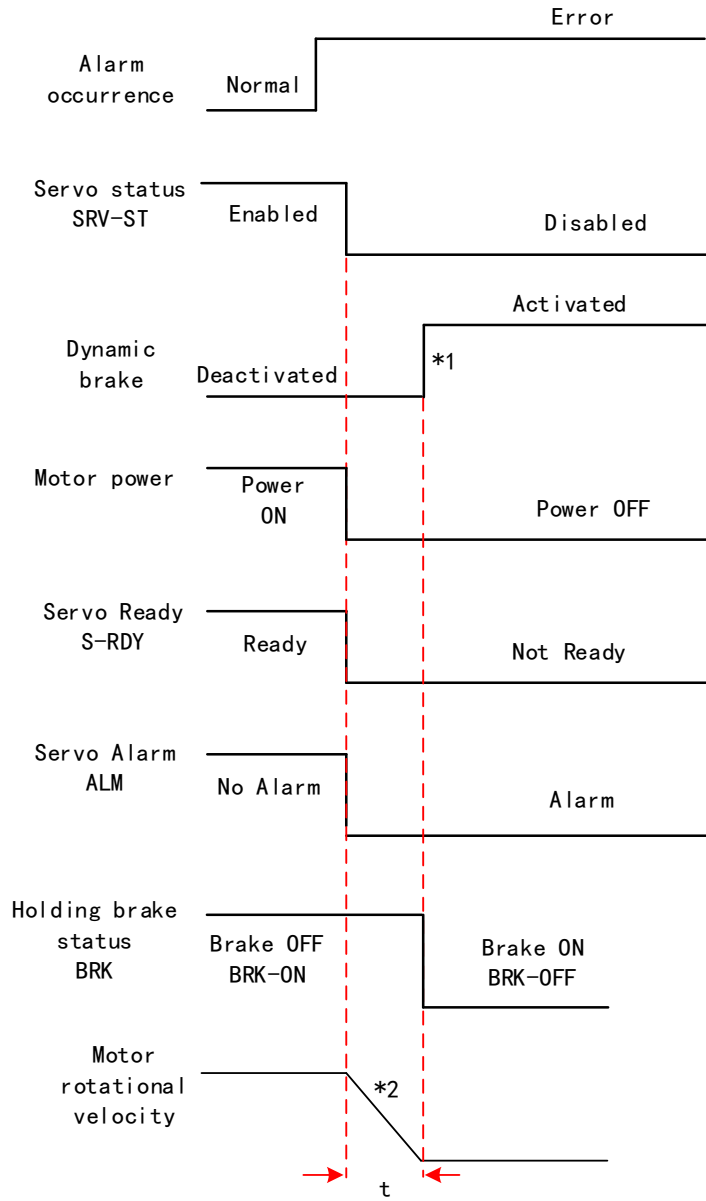 Error
Alarm
occurrence
Normal
Servo status
SRV-ST
Enabled
Disabled
Activated
Dynamic
brake
Deactivated
*1
Motor power
Power
ON
Power OFF
Servo Ready
S-RDY
Ready
Not Ready
Servo Alarm
ALM
No Alarm
Alarm
Holding brake
status
BRK
Brake OFF
BRK-ON
Brake ON
BRK-OFF
Motor
rotational
velocity
*2
t